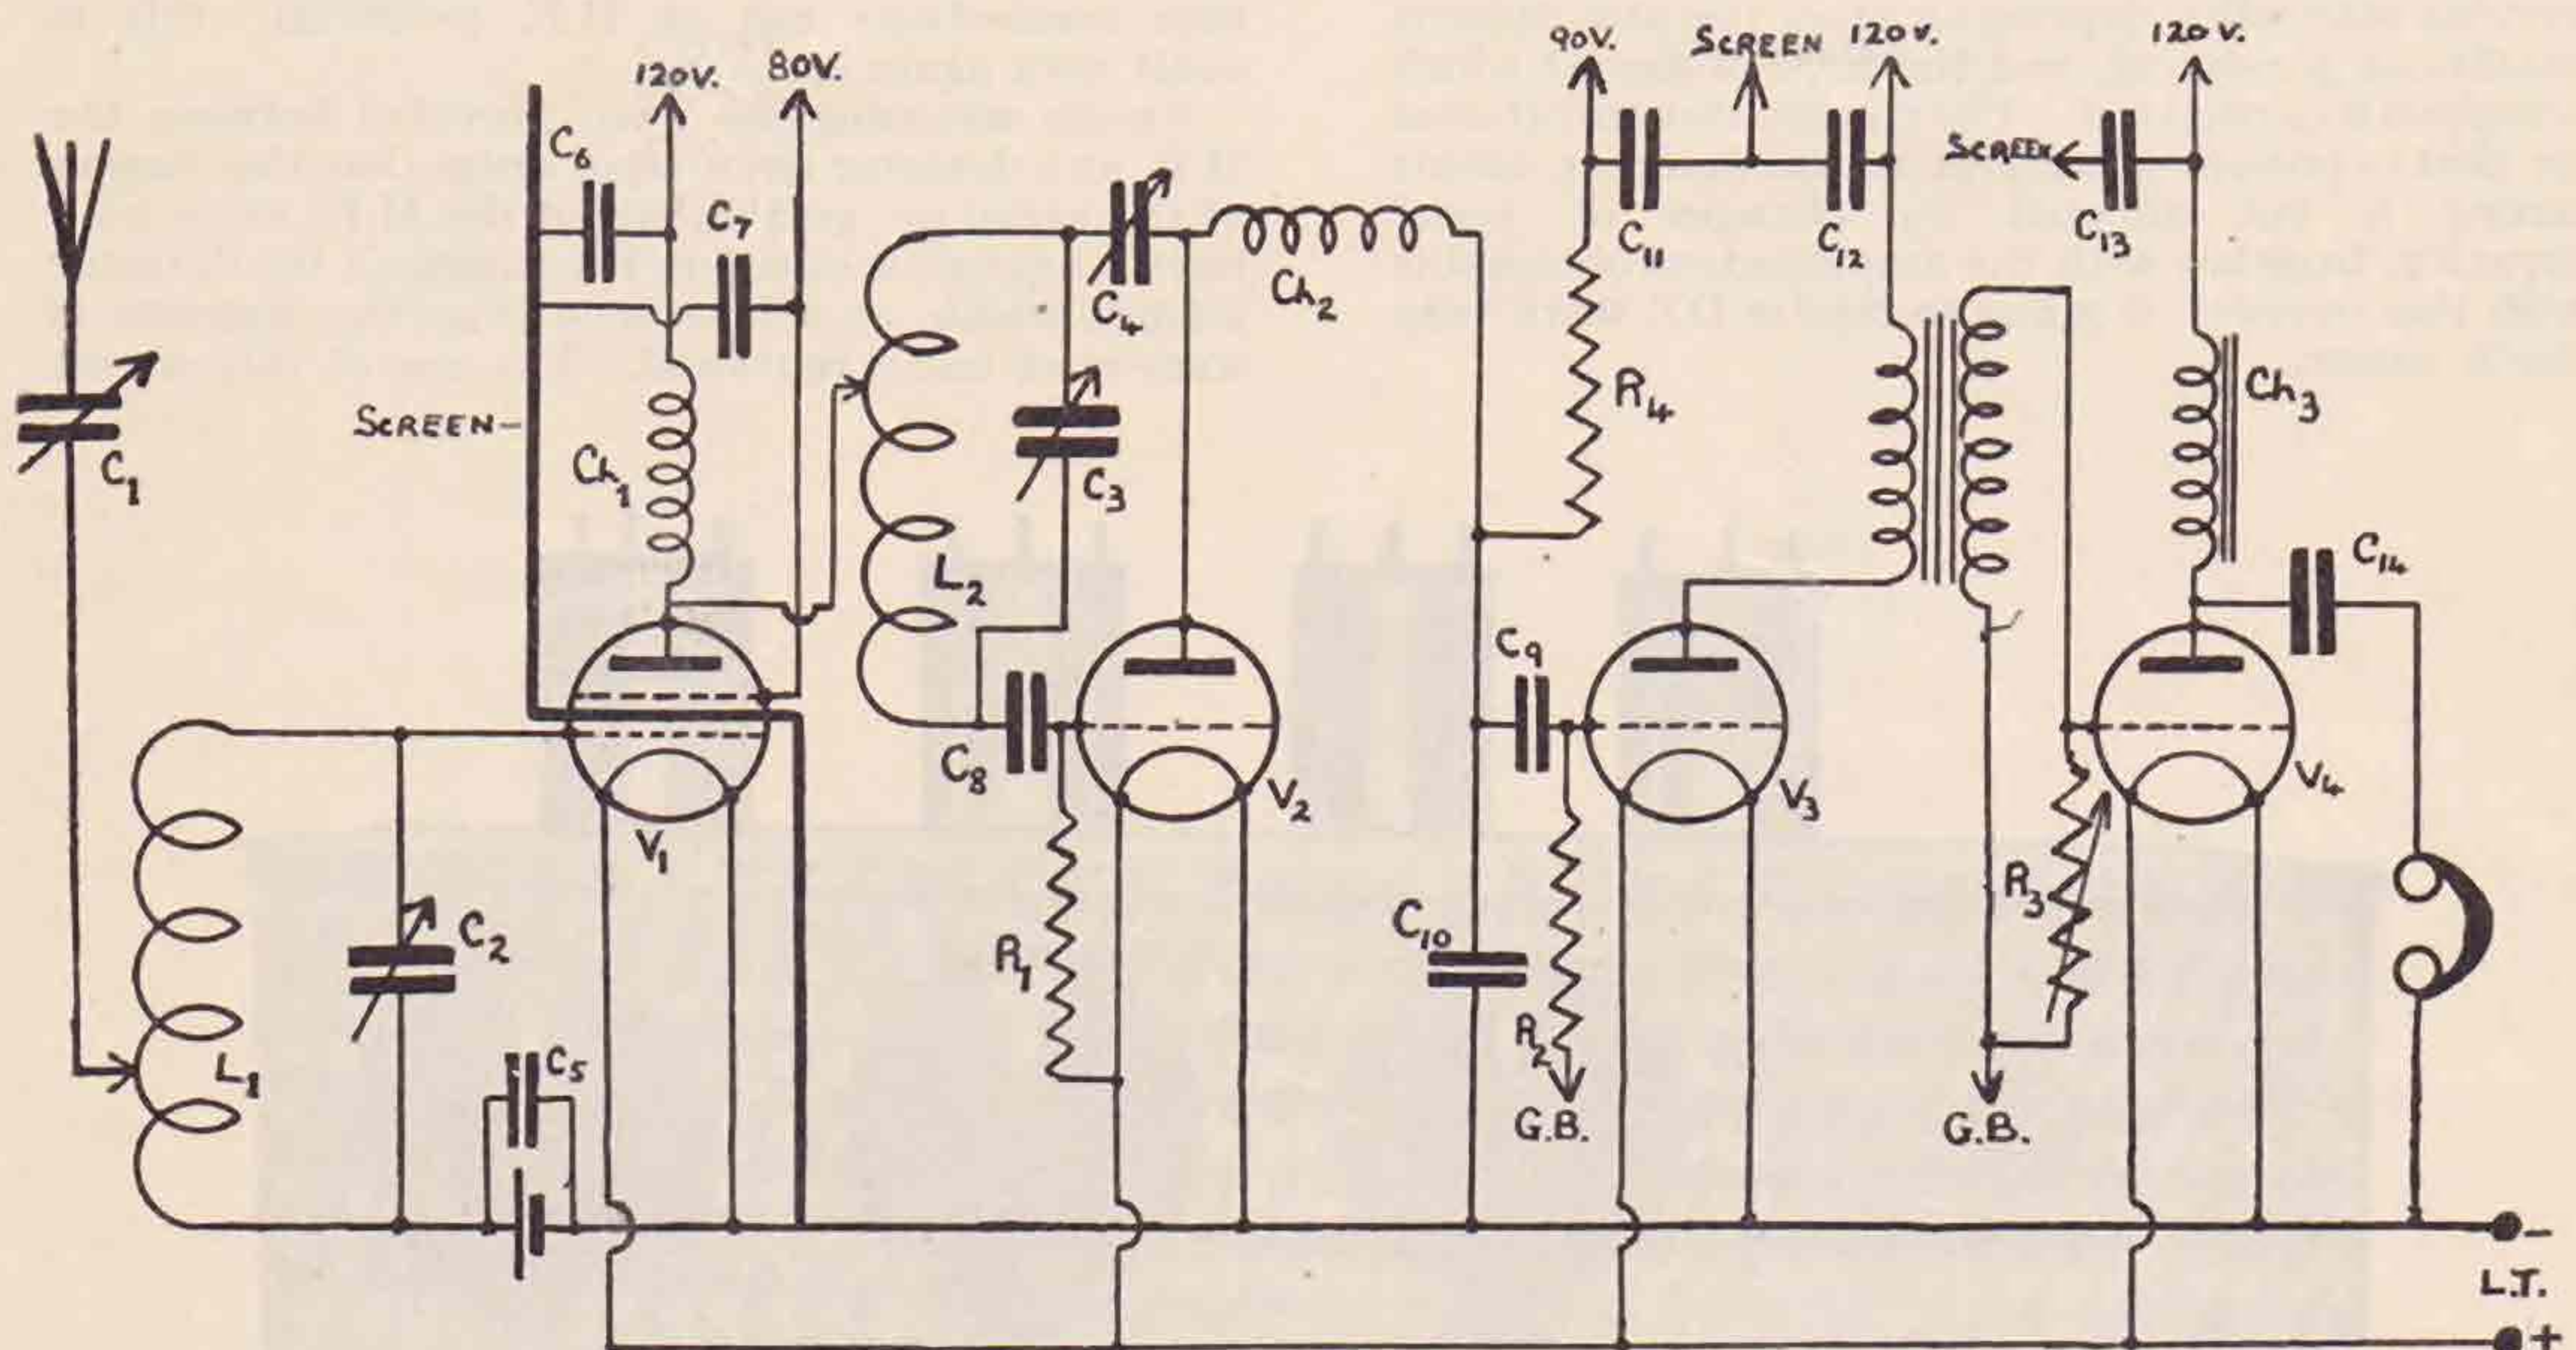 90V.
SCREEN
120V.
120V.
120V.
80V.
C6
C7
SCREEN
C11
C12
C13
Ch2
C4
Ch3
R4
SCREEN
Ch1
C1
C3
L2
C14
C9
C8
V1
V2
V3
V4
R3
C2
R1
C10
R2
L1
C5
G.B.
G.B.
-
L.T.
+